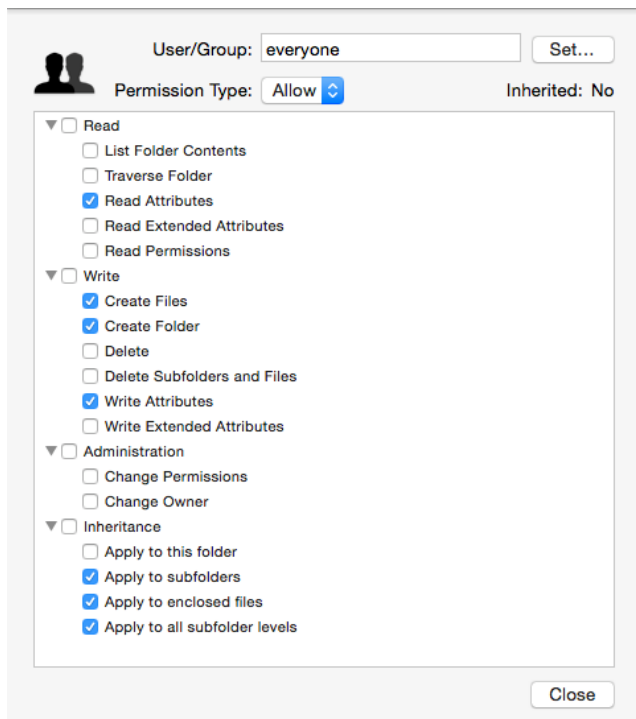 User/Group: everyone Set...
Permission Type: Allow Inherited: No
Read
List Folder Contents
Traverse Folder
Read Attributes
Read Extended Attributes
Read Permissions
Write
Create Files
Create Folder
Delete
Delete Subfolders and Files
Write Attributes
Write Extended Attributes
Administration
Change Permissions
Change Owner
Inheritance
Apply to this folder
Apply to subfolders
Apply to enclosed files
Apply to all subfolder levels
Close